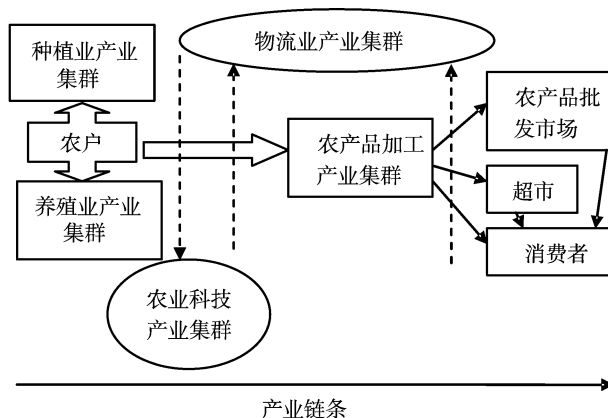 种植业产业
集群
农户
养殖业产业
集群
物流业产业集群
农业科技
产业集群
农产品加工
产业集群
农产品批
发市场
超市
消费者
产业链条